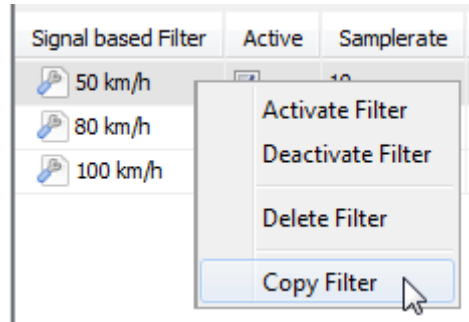 Signal based Filter Active Samplerate
50 km/h
80 km/h
100 km/h
Activate Filter
Deactivate Filter
Delete Filter
Copy Filter